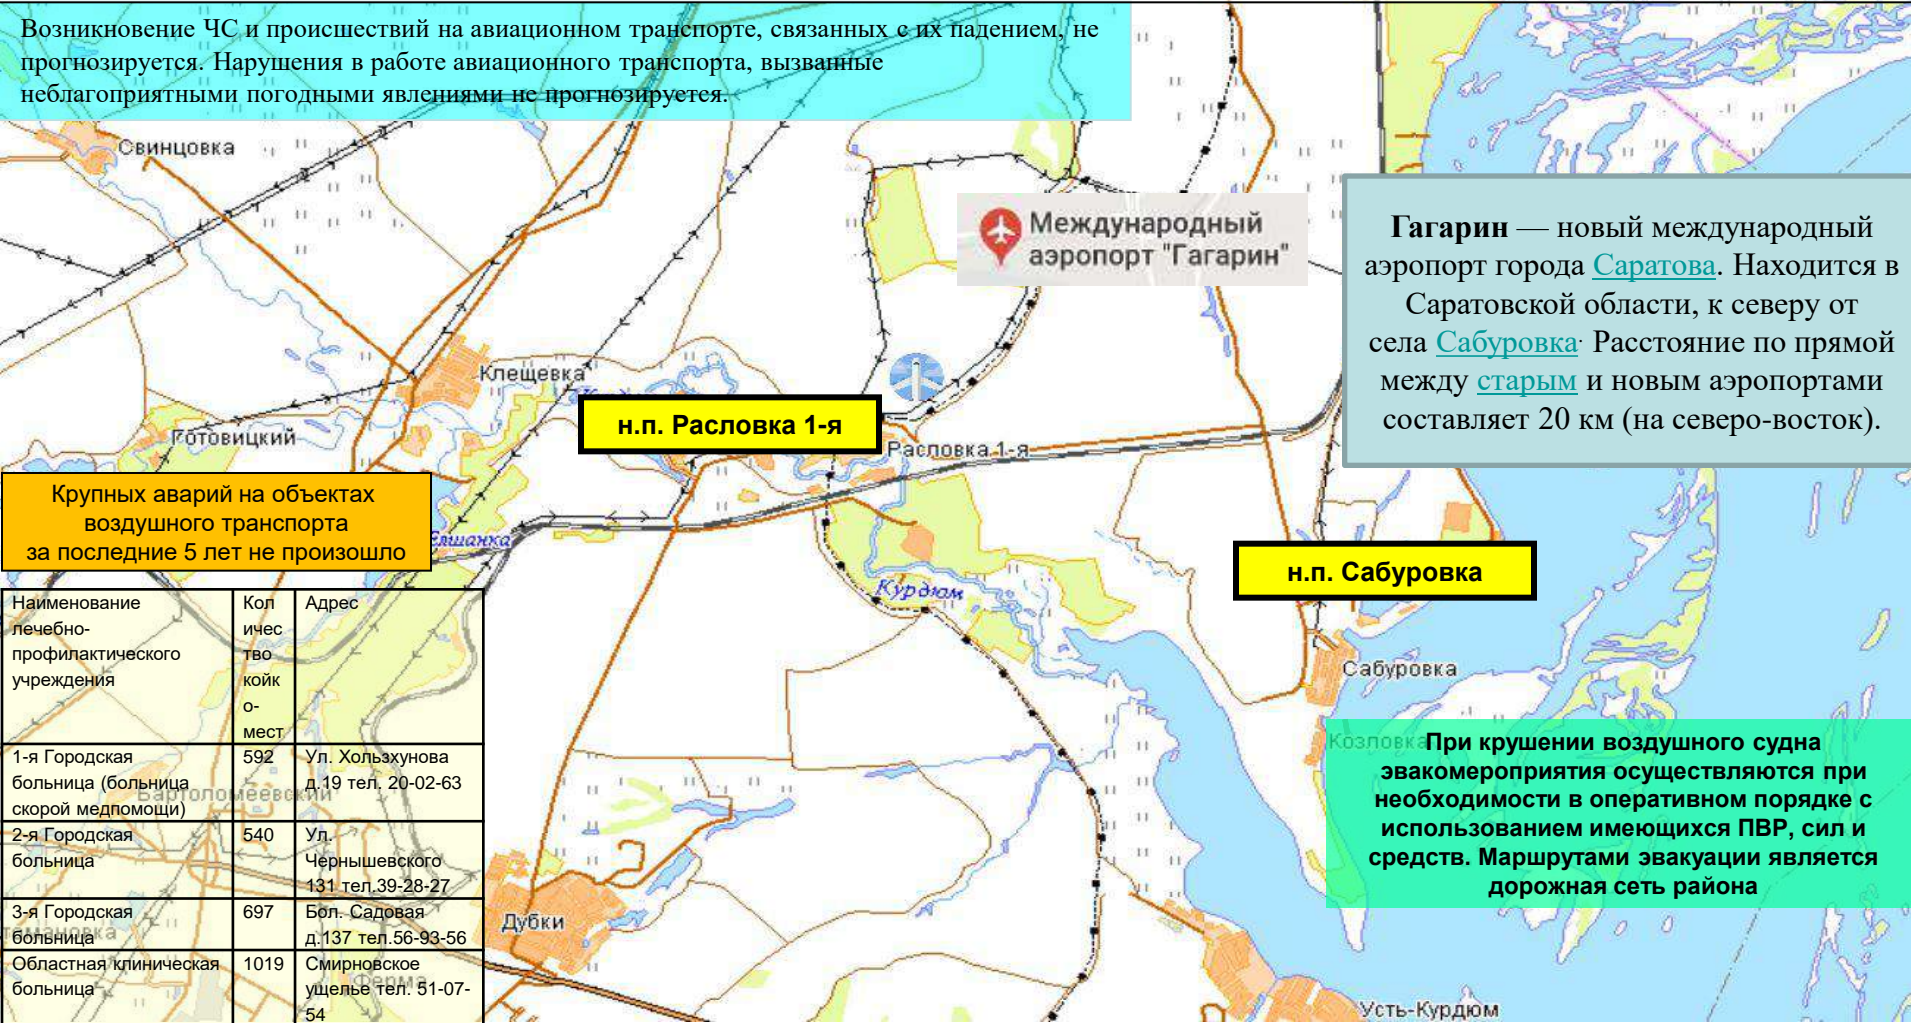 Возникновение ЧС и происшествий на авиационном транспорте, связанных с их падением, не
прогнозируется. Нарушения в работе авиационного транспорта, вызванные
неблагоприятными погодными явлениями не прогнозируется.
Свинцовка
Международный
аэропорт "Гагарин"
Гагарин — новый международный
аэропорт города Саратова. Находится в
Саратовской области, к северу от
села Сабуровка. Расстояние по прямой
между старым и новым аэропортами
составляет 20 км (на северо-восток).
Клещевка
н.п. Расловка 1-я
Готовицкий
Расловка 1-я
Крупных аварий на объектах
воздушного транспорта
за последние 5 лет не произошло
Елшанка
н.п. Сабуровка
Курдюм
Сабуровка
Козловка
При крушении воздушного судна
эвакомероприятия осуществляются при
необходимости в оперативном порядке с
использованием имеющихся ПВР, сил и
средств. Маршрутами эвакуации является
дорожная сеть района
Наименование
лечебно-
профилактического
учреждения
Кол
ичес
тво
койк
о-
мест
Адрес
1-я Городская
больница (больница
скорой медпомощи)
592
Ул. Хользхунова
д.19 тел. 20-02-63
Бартоломеевский
2-я Городская
больница
540
Ул.
Чернышевского
131 тел.39-28-27
3-я Городская
больница
697
Бол. Садовая
д.137 тел.56-93-56
Областная клиническая
больница
1019
Смирновское
ущелье тел. 51-07-
54
Ферма
Дубки
Усть-Курдюм